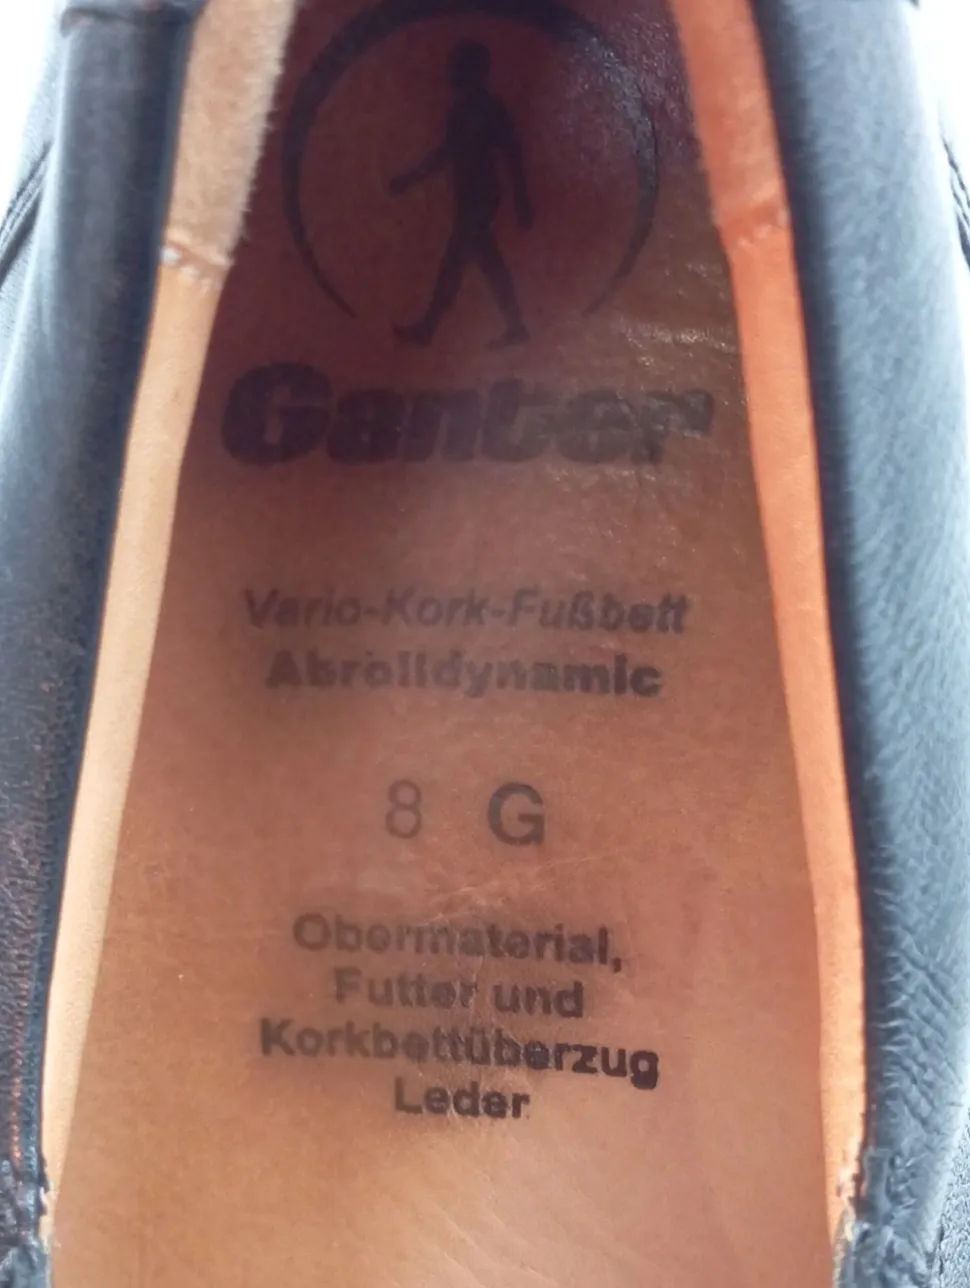 Ganter
Vario-Kork-Fußbett
Abrolldynamic
8 G
Obermaterial,
Futter und
Korkbettüberzug
Leder